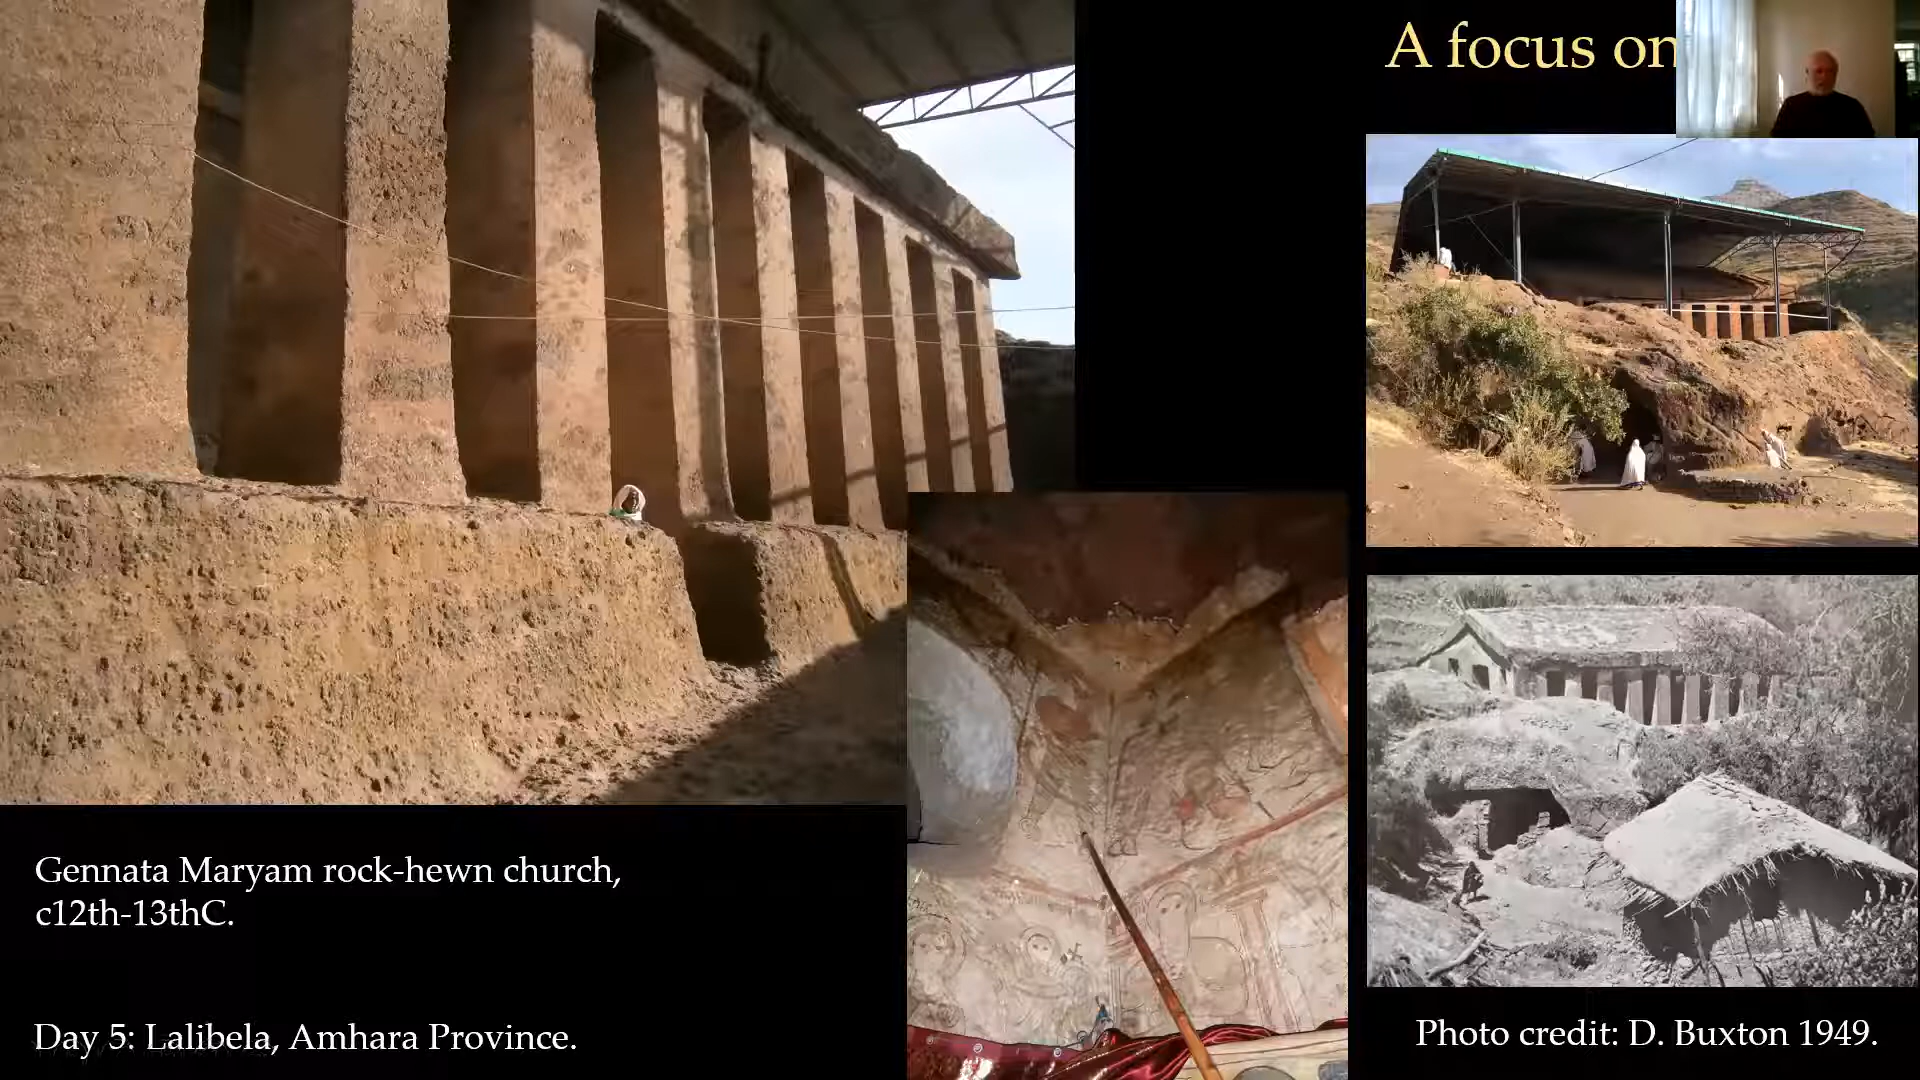 A focus on
Gennata Maryam rock-hewn church,
c12th-13thC.
Day 5: Lalibela, Amhara Province.
Photo credit: D. Buxton 1949.